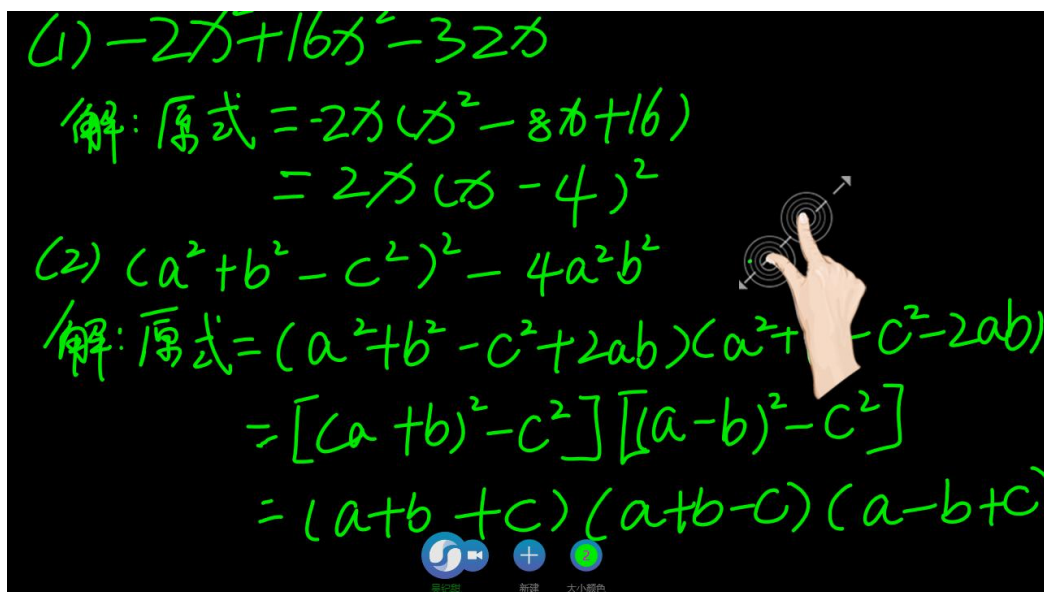 (1) -2x+16x²-32x
解:原式=-2x(x²-8x+16)
=2x(x-4)²
(2) (a²+b²-c²)²-4a²b²
解:原式=(a²+b²-c²+2ab)(a²+ -c²-2ab)
=[(a+b)²-c²][(a-b)²-c²]
=(a+b+c)(a+b-c)(a-b+c
2
新建 大小颜色